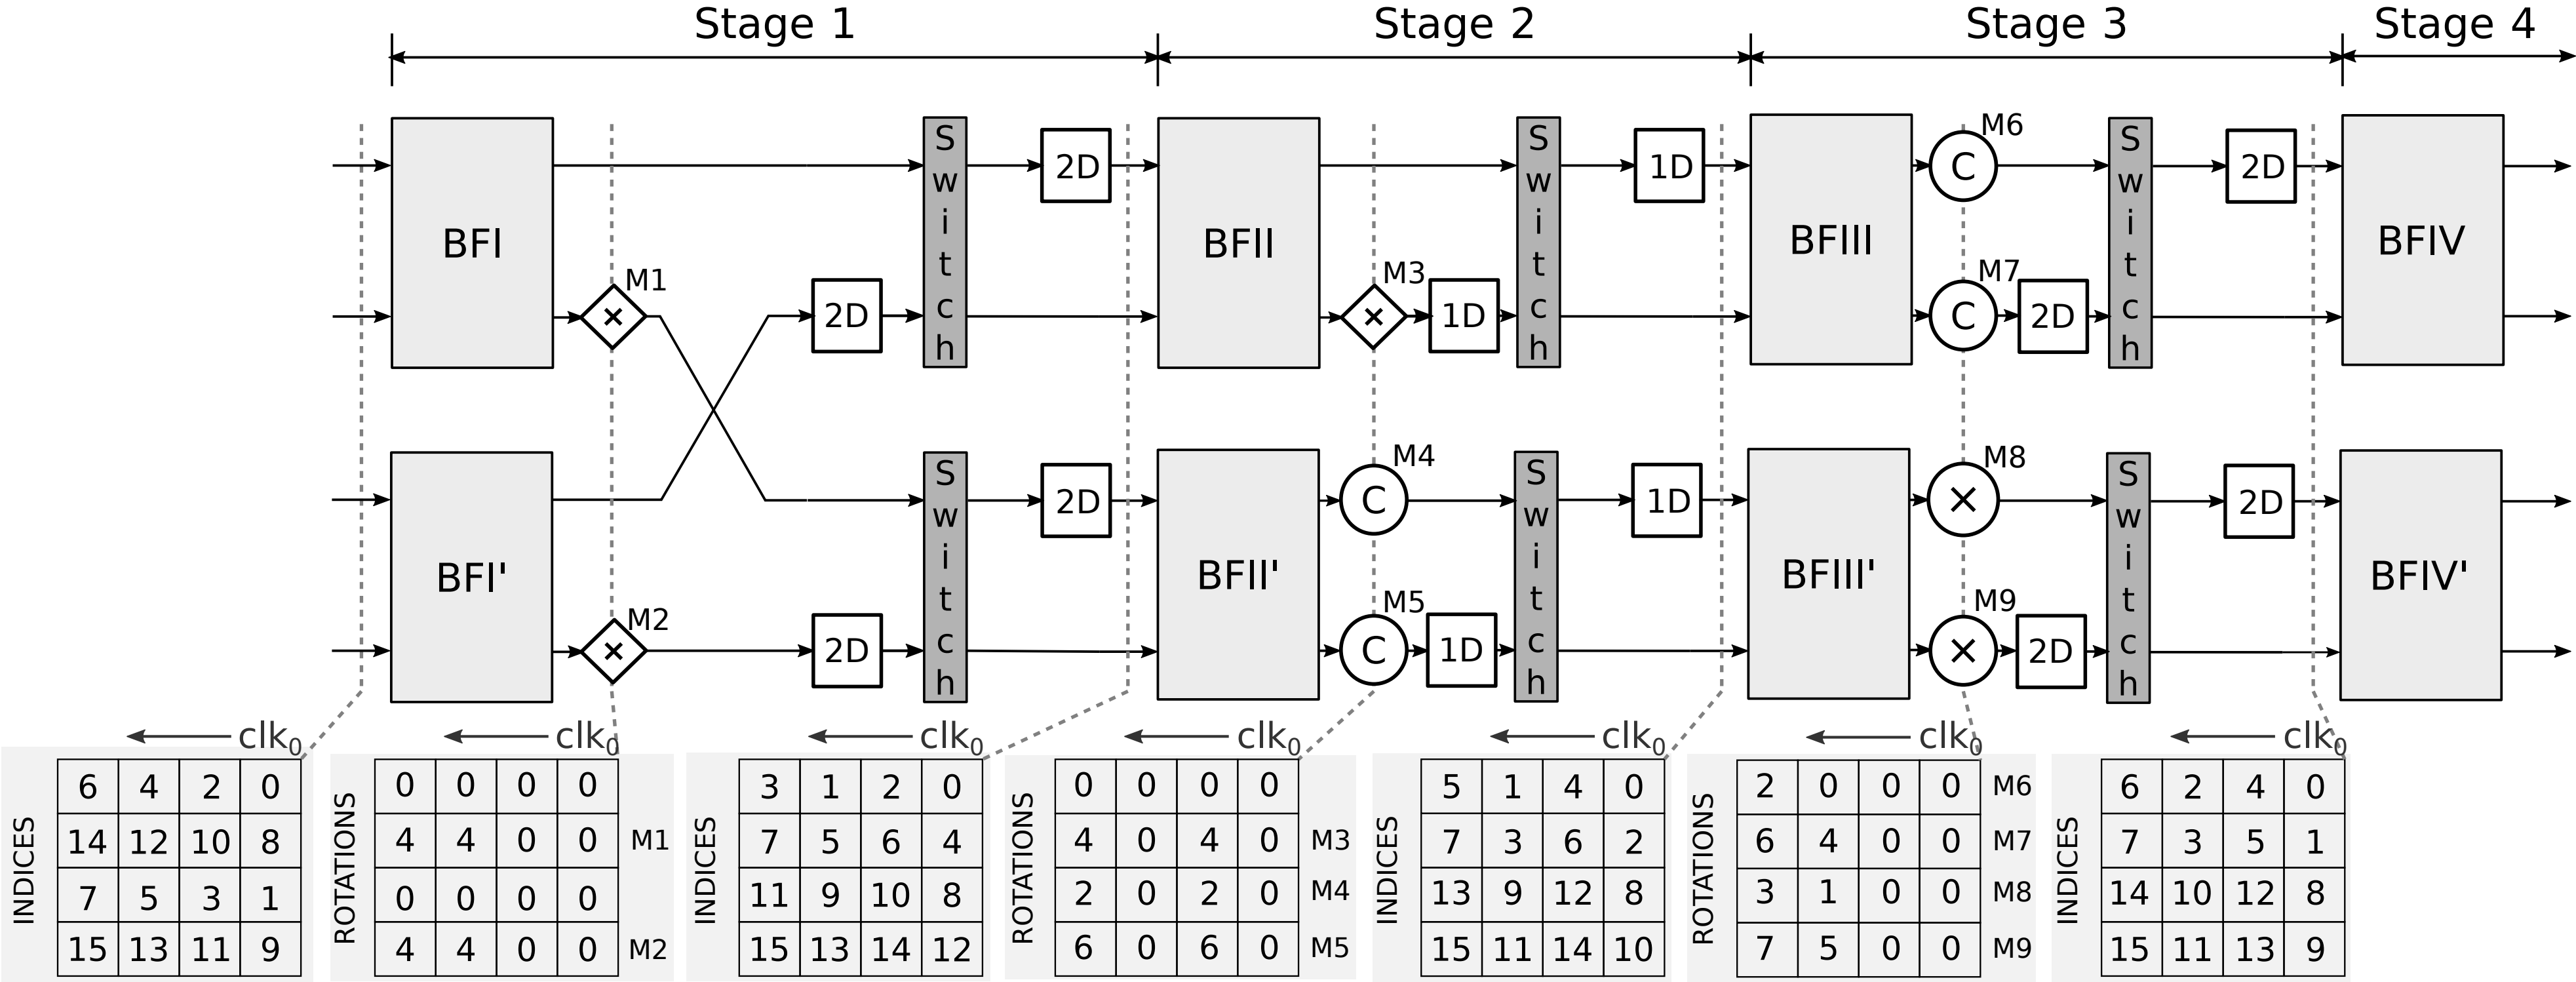 Stage 1 Stage 2 Stage 3 Stage 4
BFI Switch 2D BFII Switch 1D BFIII C M6 Switch 2D BFIV
M1 × 2D M3 × 1D M7 C 2D
BFI' Switch 2D BFII' C M4 Switch 1D BFIII' × M8 Switch 2D BFIV'
M2 × 2D M5 C 1D M9 × 2D
clk0 clk0 clk0 clk0 clk0 clk0 clk0
INDICES
6 4 2 0
14 12 10 8
7 5 3 1
15 13 11 9
ROTATIONS
0 0 0 0
4 4 0 0 M1
0 0 0 0
4 4 0 0 M2
INDICES
3 1 2 0
7 5 6 4
11 9 10 8
15 13 14 12
ROTATIONS
0 0 0 0
4 0 4 0 M3
2 0 2 0 M4
6 0 6 0 M5
INDICES
5 1 4 0
7 3 6 2
13 9 12 8
15 11 14 10
ROTATIONS
2 0 0 0 M6
6 4 0 0 M7
3 1 0 0 M8
7 5 0 0 M9
INDICES
6 2 4 0
7 3 5 1
14 10 12 8
15 11 13 9